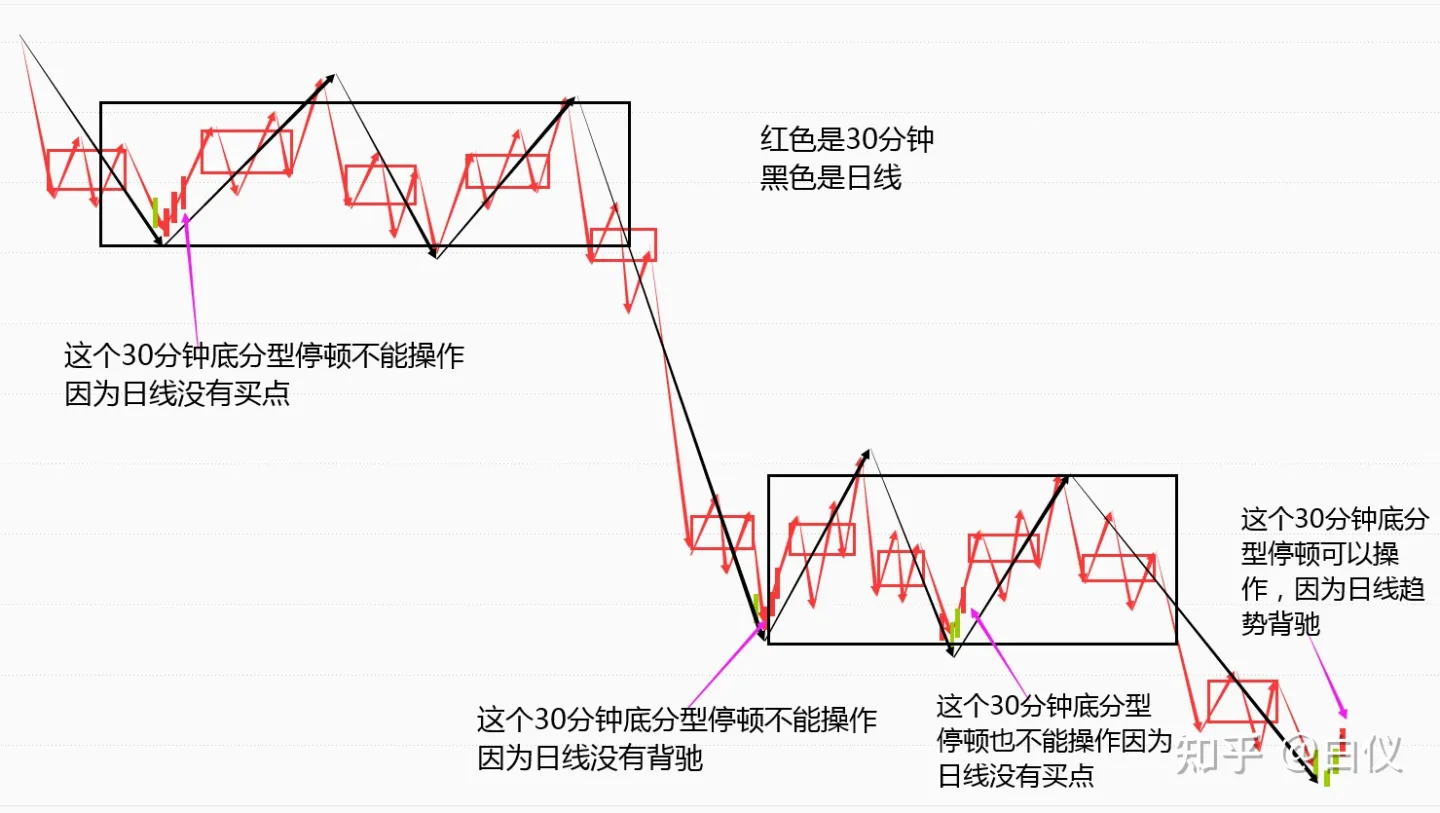 红色是30分钟
黑色是日线
这个30分钟底分型停顿不能操作
因为日线没有买点
这个30分钟底分
型停顿可以操
作，因为日线趋
势背驰
这个30分钟底分型停顿不能操作
因为日线没有背驰
这个30分钟底分型
停顿也不能操作因为
日线没有买点
知乎 @白仪